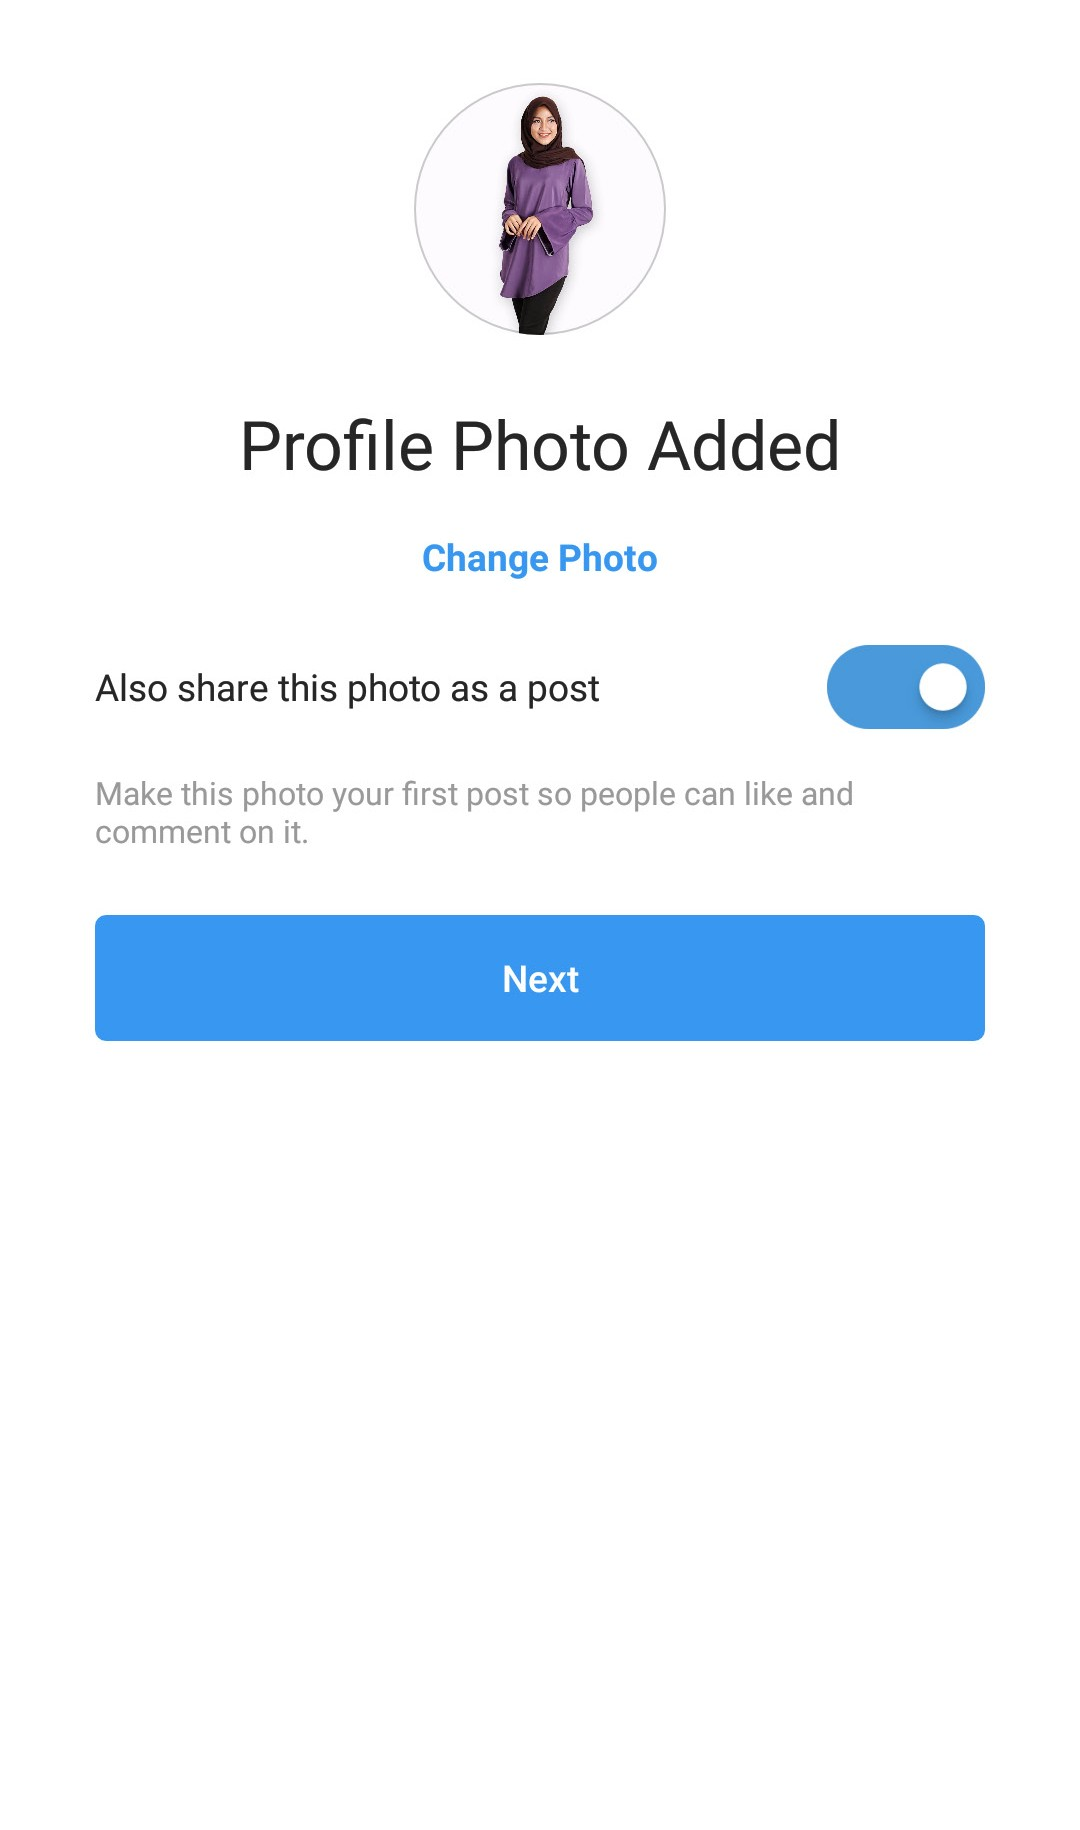 Profile Photo Added
Change Photo
Also share this photo as a post
Make this photo your first post so people can like and
comment on it.
Next